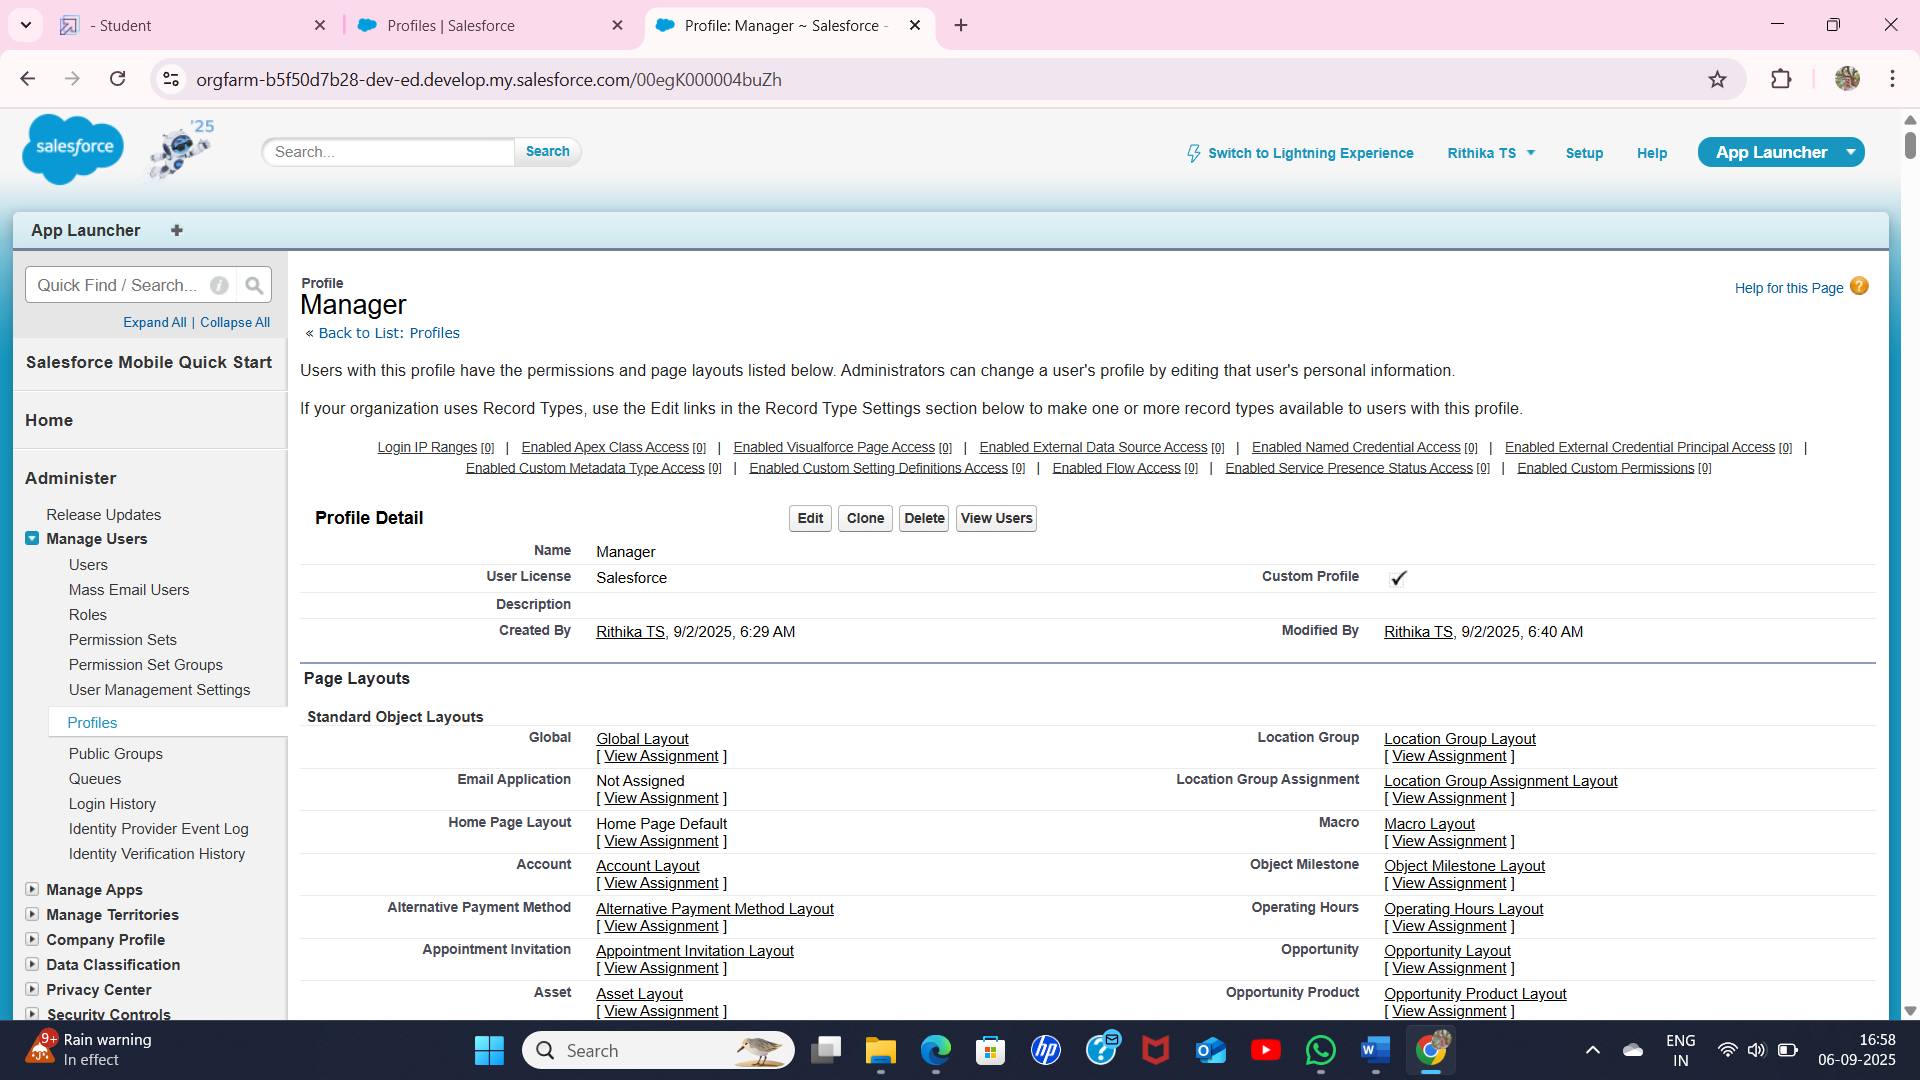 - Student
Profiles | Salesforce
Profile: Manager ~ Salesforce -
orgfarm-b5f50d7b28-dev-ed.develop.my.salesforce.com/00egK000004buZh
salesforce
'25
Search...
Search
Switch to Lightning Experience
Rithika TS
Setup
Help
App Launcher
App Launcher
Quick Find / Search...
Expand All | Collapse All
Salesforce Mobile Quick Start
Home
Administer
Release Updates
Manage Users
Users
Mass Email Users
Roles
Permission Sets
Permission Set Groups
User Management Settings
Profiles
Public Groups
Queues
Login History
Identity Provider Event Log
Identity Verification History
Manage Apps
Manage Territories
Company Profile
Data Classification
Privacy Center
Security Controls
Profile
Manager
« Back to List: Profiles
Help for this Page
Users with this profile have the permissions and page layouts listed below. Administrators can change a user's profile by editing that user's personal information.
If your organization uses Record Types, use the Edit links in the Record Type Settings section below to make one or more record types available to users with this profile.
Login IP Ranges [0] | Enabled Apex Class Access [0] | Enabled Visualforce Page Access [0] | Enabled External Data Source Access [0] | Enabled Named Credential Access [0] | Enabled External Credential Principal Access [0] |
Enabled Custom Metadata Type Access [0] | Enabled Custom Setting Definitions Access [0] | Enabled Flow Access [0] | Enabled Service Presence Status Access [0] | Enabled Custom Permissions [0]
Profile Detail
Edit Clone Delete View Users
Name Manager
User License Salesforce Custom Profile
Description
Created By Rithika TS, 9/2/2025, 6:29 AM Modified By Rithika TS, 9/2/2025, 6:40 AM
Page Layouts
Standard Object Layouts
Global Global Layout Location Group Location Group Layout
[ View Assignment ] [ View Assignment ]
Email Application Not Assigned Location Group Assignment Location Group Assignment Layout
[ View Assignment ] [ View Assignment ]
Home Page Layout Home Page Default Macro Macro Layout
[ View Assignment ] [ View Assignment ]
Account Account Layout Object Milestone Object Milestone Layout
[ View Assignment ] [ View Assignment ]
Alternative Payment Method Alternative Payment Method Layout Operating Hours Operating Hours Layout
[ View Assignment ] [ View Assignment ]
Appointment Invitation Appointment Invitation Layout Opportunity Opportunity Layout
[ View Assignment ] [ View Assignment ]
Asset Asset Layout Opportunity Product Opportunity Product Layout
[ View Assignment ] [ View Assignment ]
9+
Rain warning
In effect
Search
hp
ENG
IN
16:58
06-09-2025